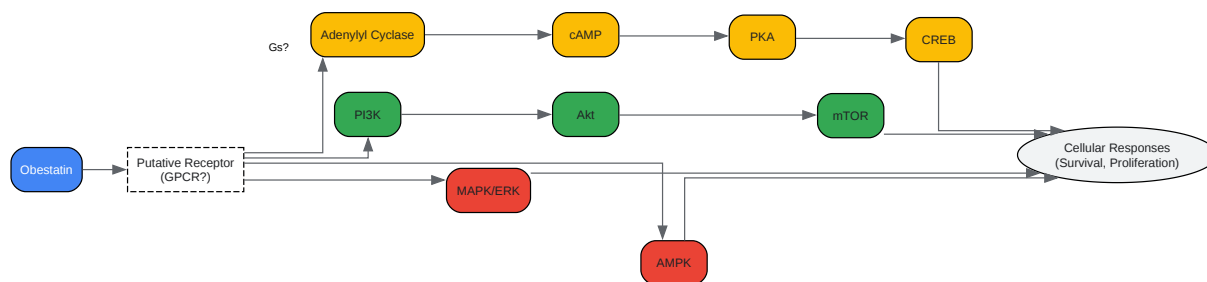 Gs?
Adenylyl Cyclase
cAMP
PKA
CREB
PI3K
Akt
mTOR
Obestatin
Putative Receptor
(GPCR?)
Cellular Responses
(Survival, Proliferation)
MAPK/ERK
AMPK